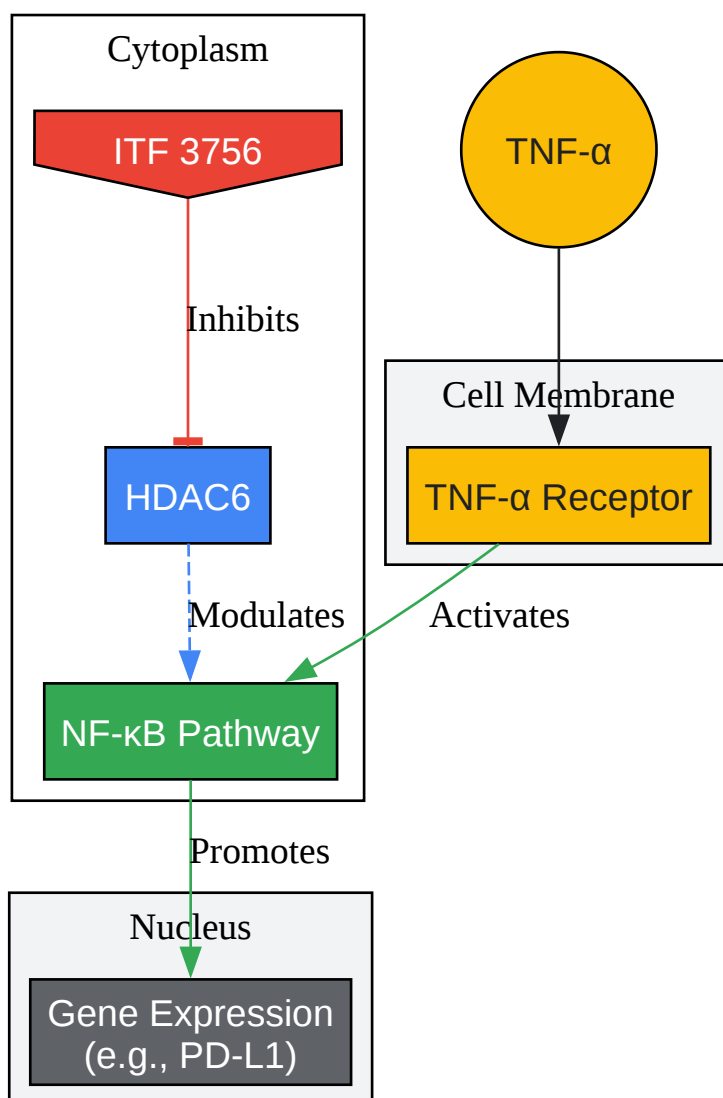 Cytoplasm
ITF 3756
TNF-α
Inhibits
Cell Membrane
HDAC6
TNF-α Receptor
Modulates
Activates
NF-κB Pathway
Promotes
Nucleus
Gene Expression
(e.g., PD-L1)